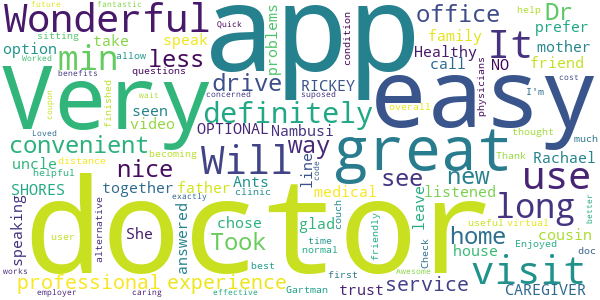 future
fantastic
Wonderful
app
Quick
office
Dr
help
Epic
sitting
option
take
speak
problems
condition
family
prefer
Worked
min
less
It
Healthy
mother
benefits
allow
call
NO
friend
questions
drive
RICKEY
physicians
I'm
cost
Very
easy
finished
wait
concerned
suposed
overall
coupon
seen
definitely
thought
much
video
OPTIONAL
Nambusi
convenient
Will
way
great
Thank
Rachael
Loved
becoming
line
code
uncle
distance
nice
see
new
use
helpful
Ants
SHORES
together
father
clinic
medical
listened
long
speaking
alternative
She
answered
exactly
chose
glad
couch
friendly
leave
home
useful
virtual
cousin
better
doctor
Took
time
normal
Check
house
Enjoyed
doc
user
works
best
first
visit
professional
experience
Awesome
service
employer
caring
effective
Gartman
trust
CAREGIVER